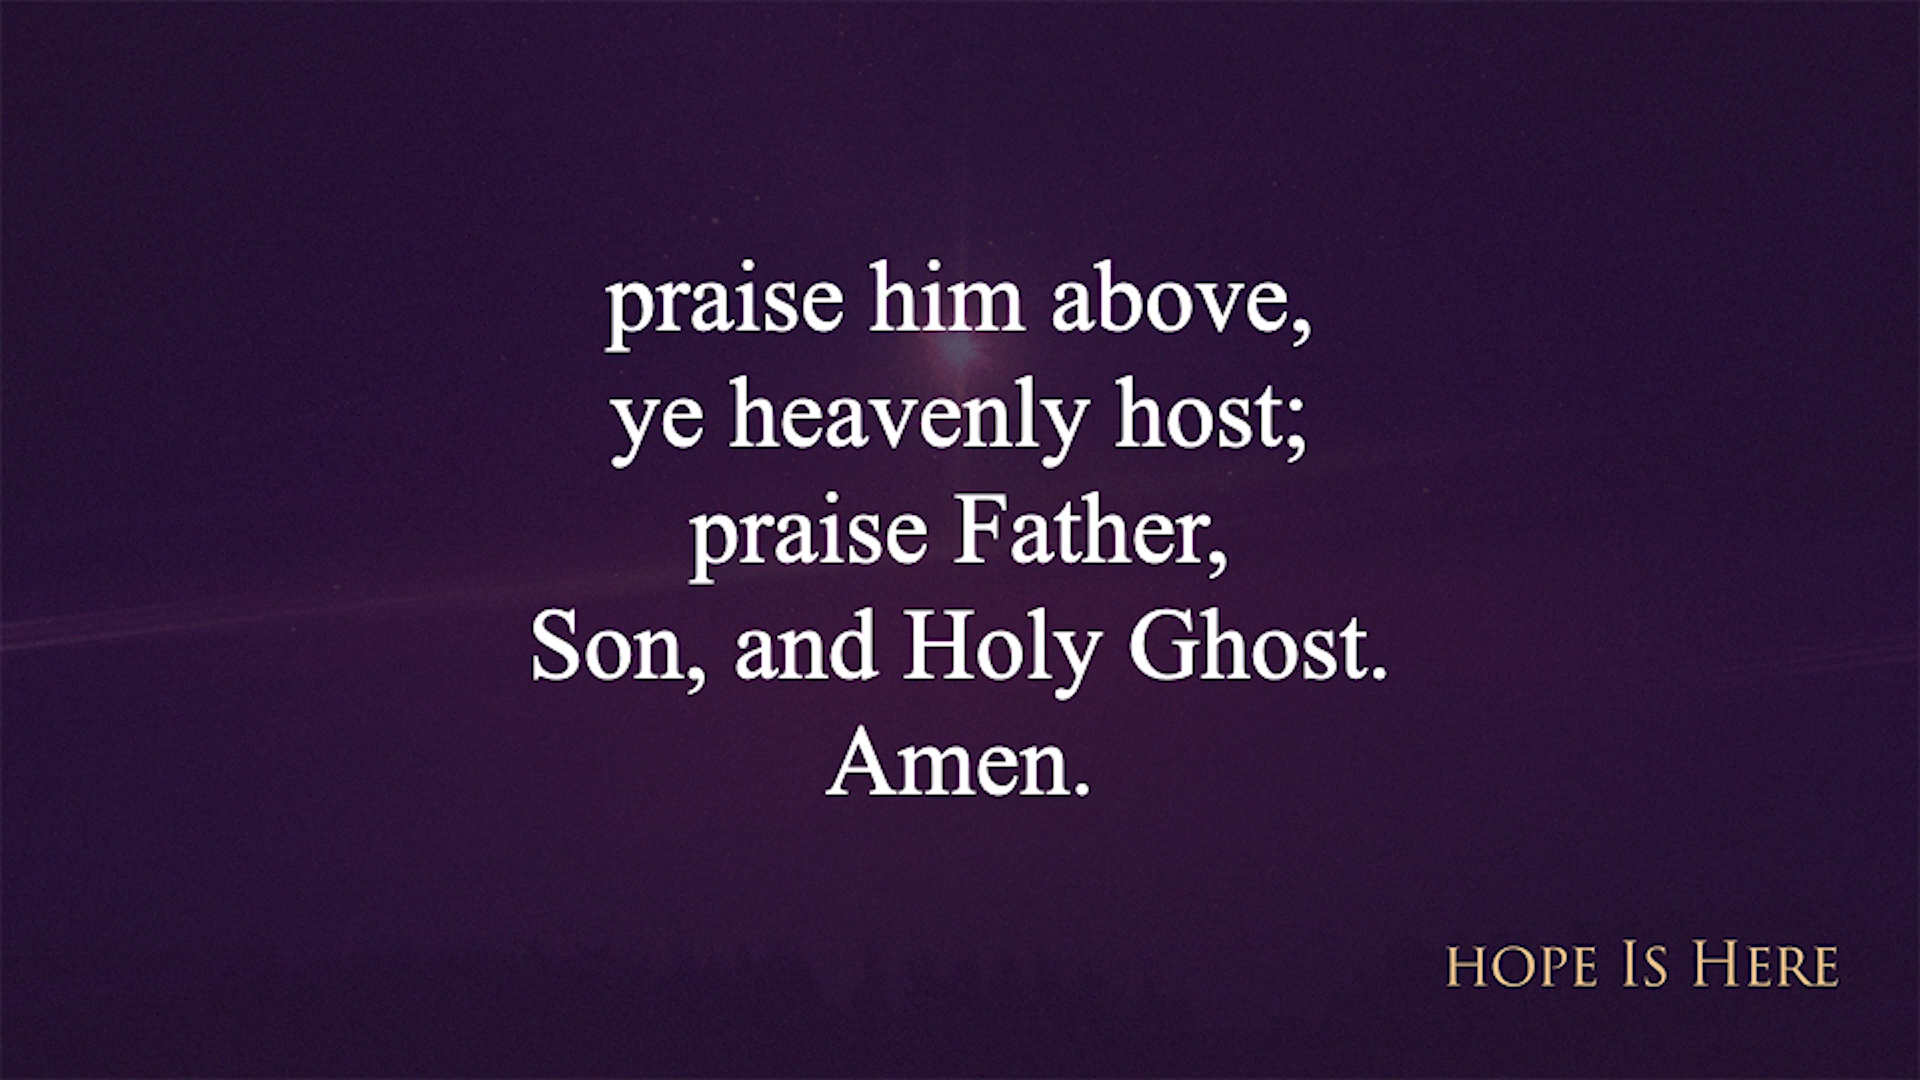 praise him above,
ye heavenly host;
praise Father,
Son, and Holy Ghost.
Amen.
HOPE IS HERE